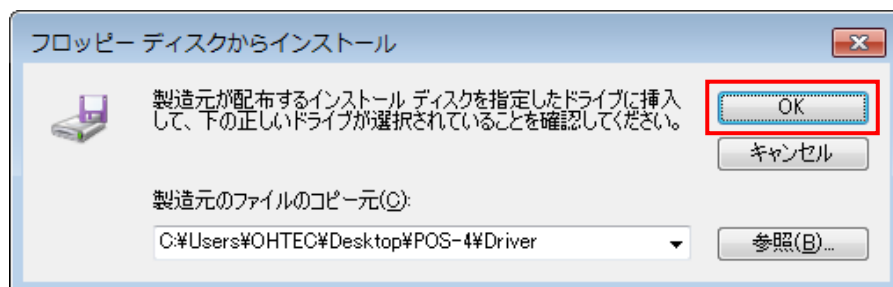 フロッピー ディスクからインストール
製造元が配布するインストール ディスクを指定したドライブに挿入
して、下の正しいドライブが選択されていることを確認してください。
OK
キャンセル
製造元のファイルのコピー元(C):
C:¥Users¥OHTEC¥Desktop¥POS-4¥Driver
参照(B)...